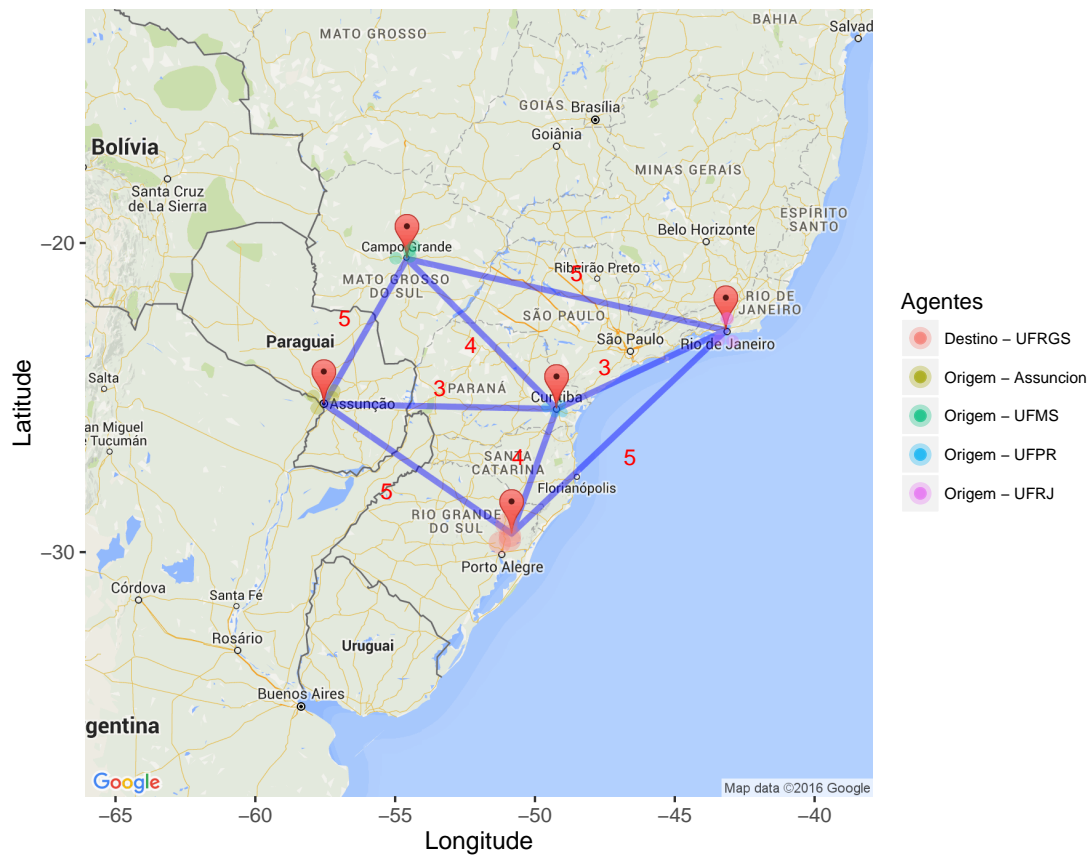 BAHIA
Salvad
MATO GROSSO
GOIÁS
Brasília
Goiânia
Bolívia
Santa Cruz
de La Sierra
MINAS GERAIS
ESPÍRITO
SANTO
Belo Horizonte
Campo Grande
Ribeirão Preto
5
MATO GROSSO
DO SUL
RIO DE
JANEIRO
SÃO PAULO
5
Paraguai
4
São Paulo
Rio de Janeiro
3
Salta
3
PARANÁ
Curitiba
Assunção
an Miguel
e Tucumán
SANTA
CATARINA
4
5
Florianópolis
5
RIO GRANDE
DO SUL
Porto Alegre
Córdova
Santa Fé
Rosário
Uruguai
Buenos Aires
gentina
Google
Map data ©2016 Google
−20
−30
Latitude
−65
−60
−55
−50
−45
−40
Longitude
Agentes
Destino − UFRGS
Origem − Assuncion
Origem − UFMS
Origem − UFPR
Origem − UFRJ